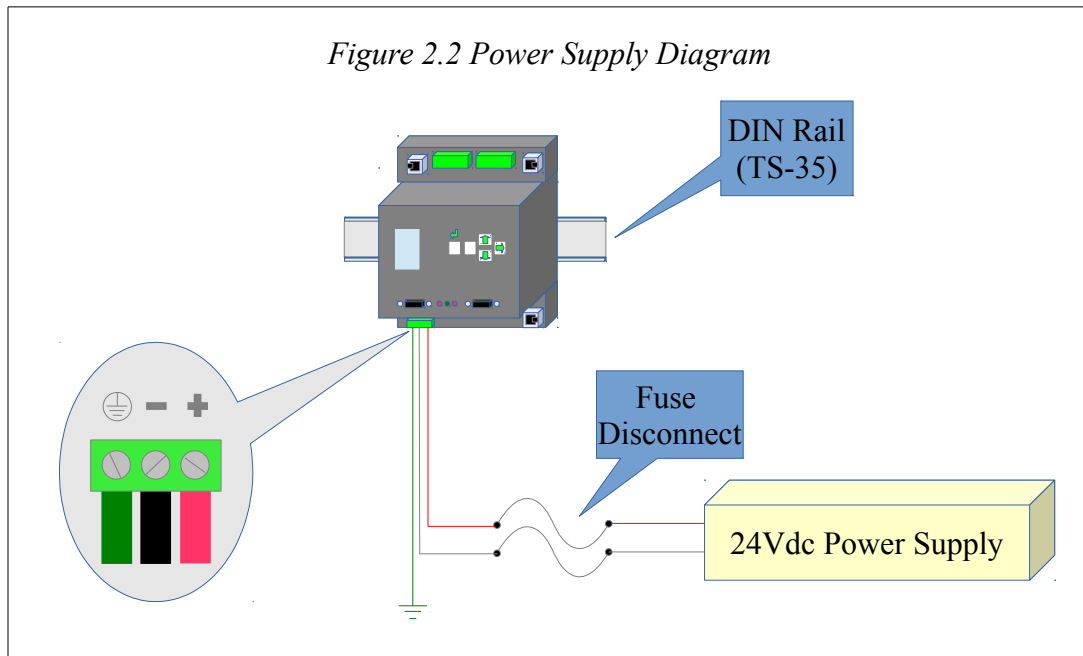 Figure 2.2 Power Supply Diagram
DIN Rail
(TS-35)
Fuse
Disconnect
− +
24Vdc Power Supply